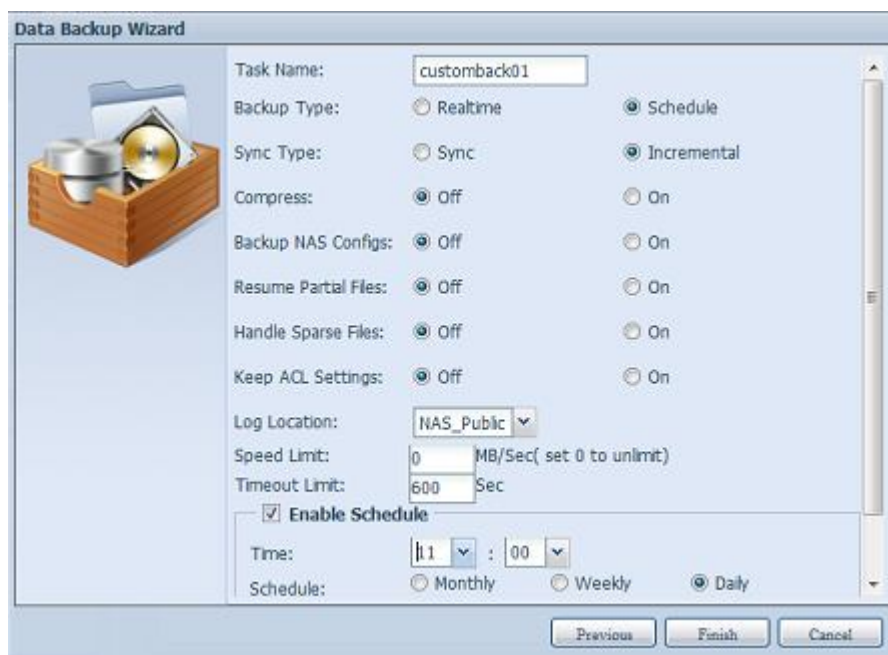 Data Backup Wizard
Task Name: customback01
Backup Type: Realtime Schedule
Sync Type: Sync Incremental
Compress: Off On
Backup NAS Configs: Off On
Resume Partial Files: Off On
Handle Sparse Files: Off On
Keep ACL Settings: Off On
Log Location: NAS_Public
Speed Limit: 0 MB/Sec( set 0 to unlimit)
Timeout Limit: 600 Sec
Enable Schedule
Time: 11 : 00
Schedule: Monthly Weekly Daily
Previous Finish Cancel